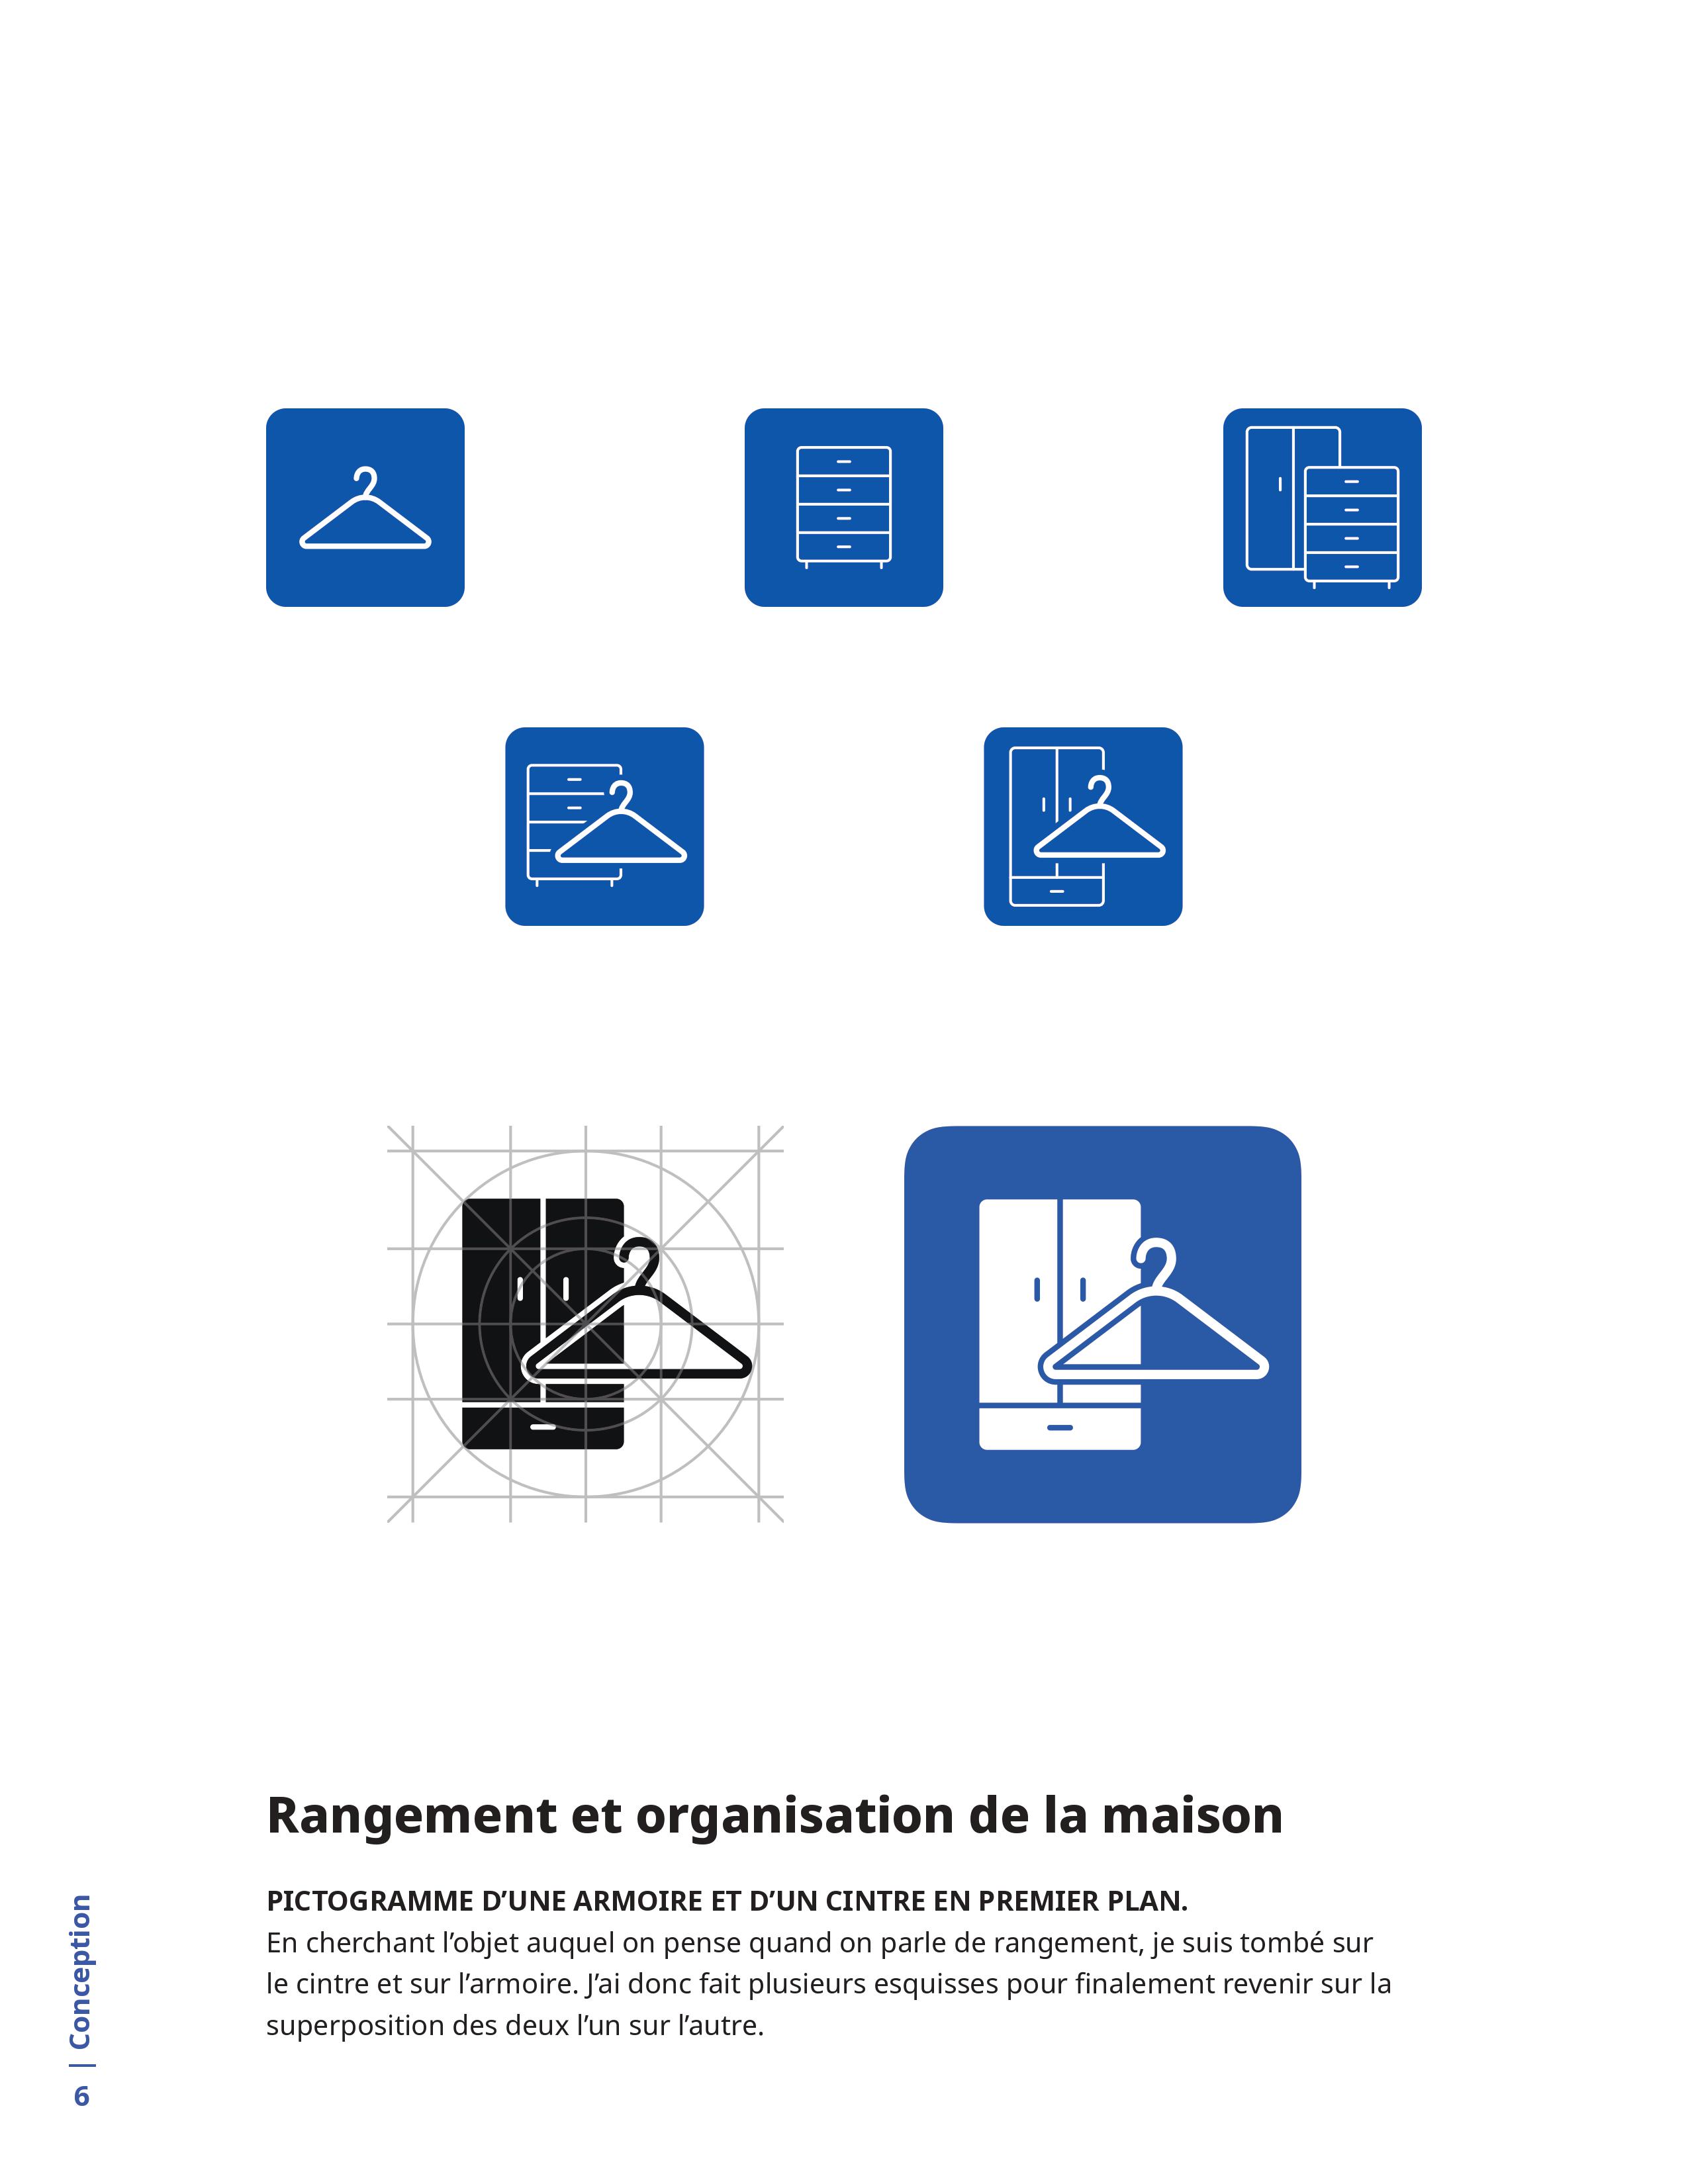 Rangement et organisation de la maison
PICTOGRAMME D’UNE ARMOIRE ET D’UN CINTRE EN PREMIER PLAN.
En cherchant l’objet auquel on pense quand on parle de rangement, je suis tombé sur
le cintre et sur l’armoire. J’ai donc fait plusieurs esquisses pour finalement revenir sur la
superposition des deux l’un sur l’autre.
6 | Conception